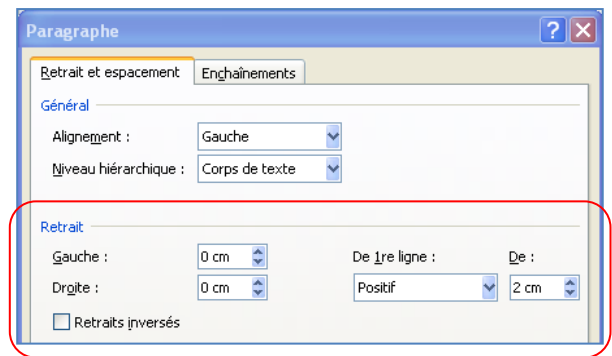 Paragraphe
Retrait et espacement Enchaînements
Général
Alignement : Gauche
Niveau hiérarchique : Corps de texte
Retrait
Gauche : 0 cm De 1re ligne : De :
Droite : 0 cm Positif 2 cm
Retraits inversés